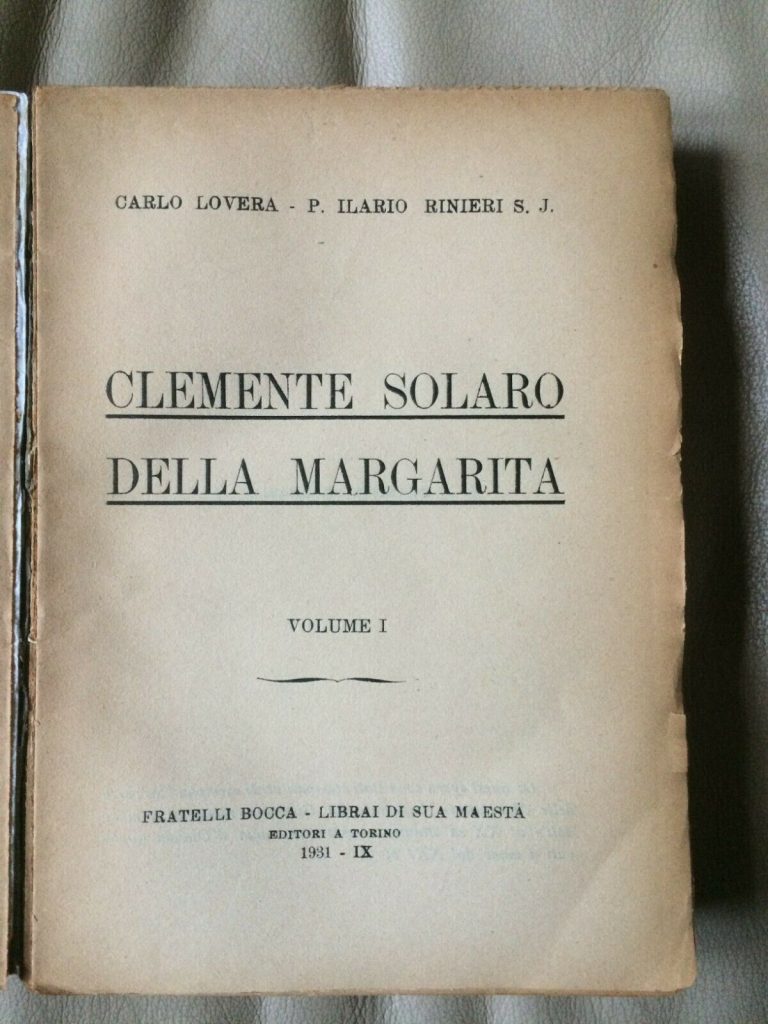 CARLO LOVERA - P. ILARIO RINIERI S. J.
CLEMENTE SOLARO
DELLA MARGARITA
VOLUME I
FRATELLI BOCCA - LIBRAI DI SUA MAESTÀ
EDITORI A TORINO
1931 - IX